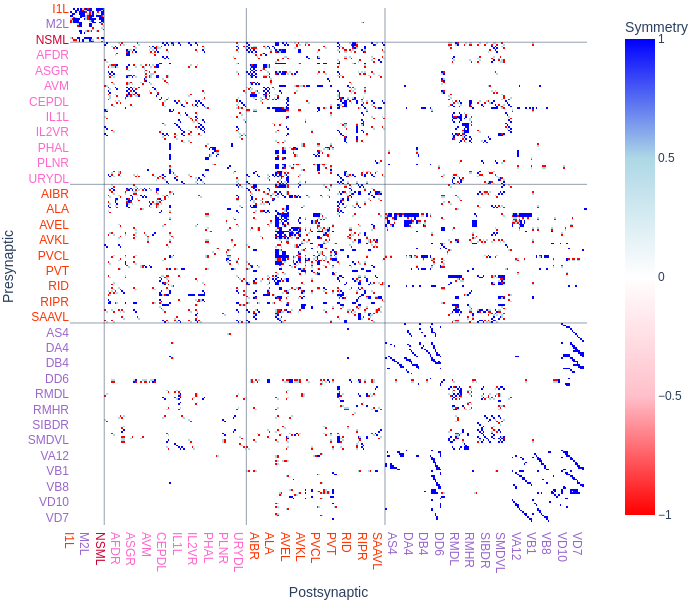 Symmetry
1
0.5
0
−0.5
−1
Presynaptic
I1L
M2L
NSML
AFDR
ASGR
AVM
CEPDL
IL1L
IL2VR
PHAL
PLNR
URYDL
AIBR
ALA
AVEL
AVKL
PVCL
PVT
RID
RIPR
SAAVL
AS4
DA4
DB4
DD6
RMDL
RMHR
SIBDR
SMDVL
VA12
VB1
VB8
VD10
VD7
I1L
M2L
NSML
AFDR
ASGR
AVM
CEPDL
IL1L
IL2VR
PHAL
PLNR
URYDL
AIBR
ALA
AVEL
AVKL
PVCL
PVT
RID
RIPR
SAAVL
AS4
DA4
DB4
DD6
RMDL
RMHR
SIBDR
SMDVL
VA12
VB1
VB8
VD10
VD7
Postsynaptic